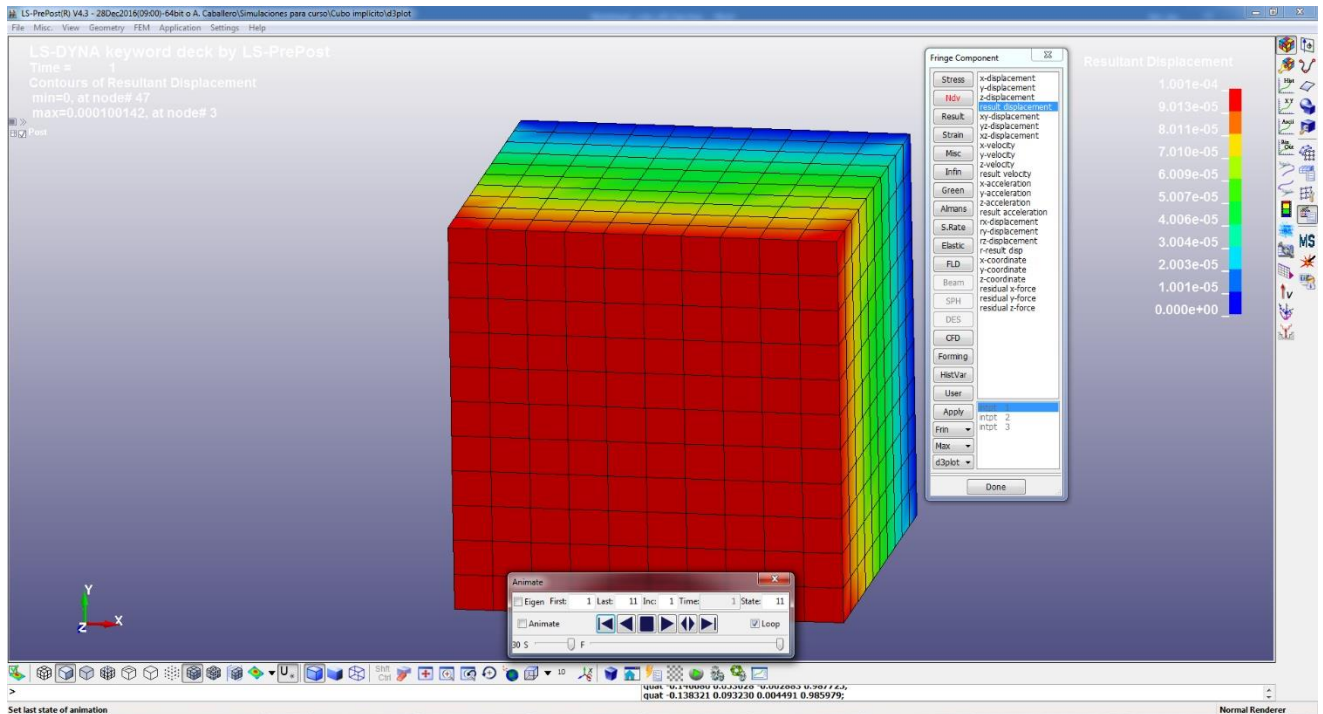 LS-PrePost(R) V4.3 - 28Dec2016(09:00)-64bit o A. Caballero\Simulaciones para curso\Cubo implícito\d3plot
File Misc. View Geometry FEM Application Settings Help
LS-DYNA keyword deck by LS-PrePost
Time = 1
Contours of Resultant Displacement
min=0, at node# 47
max=0.000100142, at node# 3
Post
Fringe Component
Stress
Ndv
Result
Strain
Misc
Infin
Green
Almans
S.Rate
Elastic
FLD
Beam
SPH
DES
CFD
Forming
HistVar
User
Apply
Frin
Max
d3plot
x-displacement
y-displacement
z-displacement
result displacement
xy-displacement
yz-displacement
xz-displacement
x-velocity
y-velocity
z-velocity
result velocity
x-acceleration
y-acceleration
z-acceleration
result acceleration
rx-displacement
ry-displacement
rz-displacement
r-result disp
x-coordinate
y-coordinate
z-coordinate
residual x-force
residual y-force
residual z-force
intpt 1
intpt 2
intpt 3
Done
Resultant Displacement
1.001e-04
9.013e-05
8.011e-05
7.010e-05
6.009e-05
5.007e-05
4.006e-05
3.004e-05
2.003e-05
1.001e-05
0.000e+00
Hist
XY
Ascii
MS
V
Y
Z X
Animate
Eigen First: 1 Last: 11 Inc: 1 Time: 1 State: 11
Animate Loop
30 S F
Shft
Ctrl
10
>
quat -0.138321 0.093230 0.004491 0.985979;
Set last state of animation
Normal Renderer